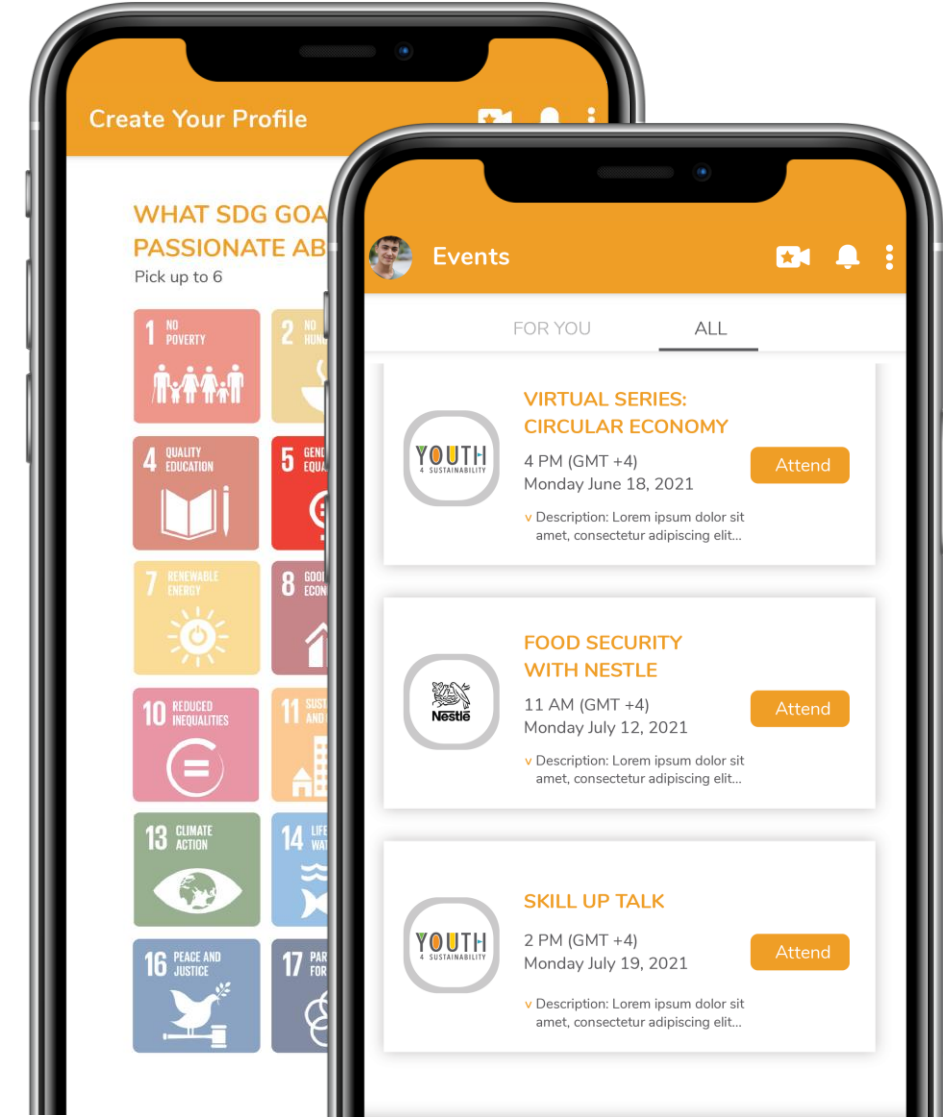 Create Your Profile
WHAT SDG
PASSIONATE
Pick up to 6
1 NO
POVERTY
2 NO
4 QUALITY
EDUCATION
5
7 RENEWABLE
ENERGY
8
10 REDUCED
INEQUALITIES
11
13 CLIMATE
ACTION
14
16 PEACE AND
JUSTICE
17
Events
FOR YOU
ALL
VIRTUAL SERIES:
CIRCULAR ECONOMY
YOUTH
4 SUSTAINABILITY
4 PM (GMT +4)
Monday June 18, 2021
Attend
v Description: Lorem ipsum dolor sit
amet, consectetur adipiscing elit...
FOOD SECURITY
WITH NESTLE
Nestlé
11 AM (GMT +4)
Monday July 12, 2021
Attend
v Description: Lorem ipsum dolor sit
amet, consectetur adipiscing elit...
SKILL UP TALK
YOUTH
4 SUSTAINABILITY
2 PM (GMT +4)
Monday July 19, 2021
Attend
v Description: Lorem ipsum dolor sit
amet, consectetur adipiscing elit...